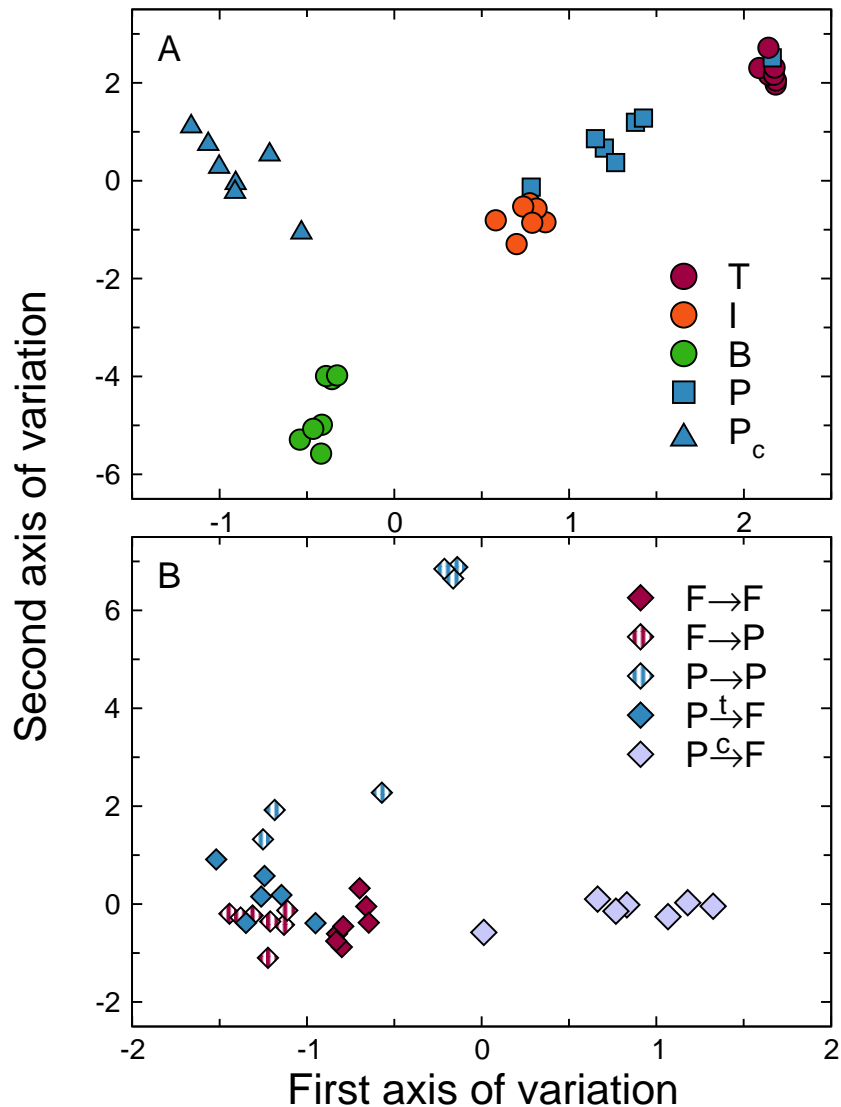 A
2
0
-2
-4
-6
T
I
B
P
Pc
-1
0
1
2
Second axis of variation
B
6
4
2
0
-2
F→F
F→P
P→P
P t→F
P c→F
-2
-1
0
1
2
First axis of variation